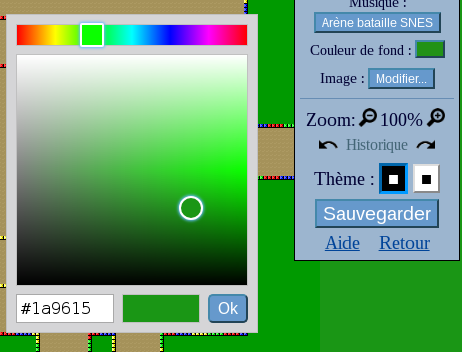 Musique :
Arène bataille SNES
Couleur de fond :
Image : Modifier...
Zoom: 100%
Historique
Thème :
Sauvegarder
Aide Retour
#1a9615 Ok